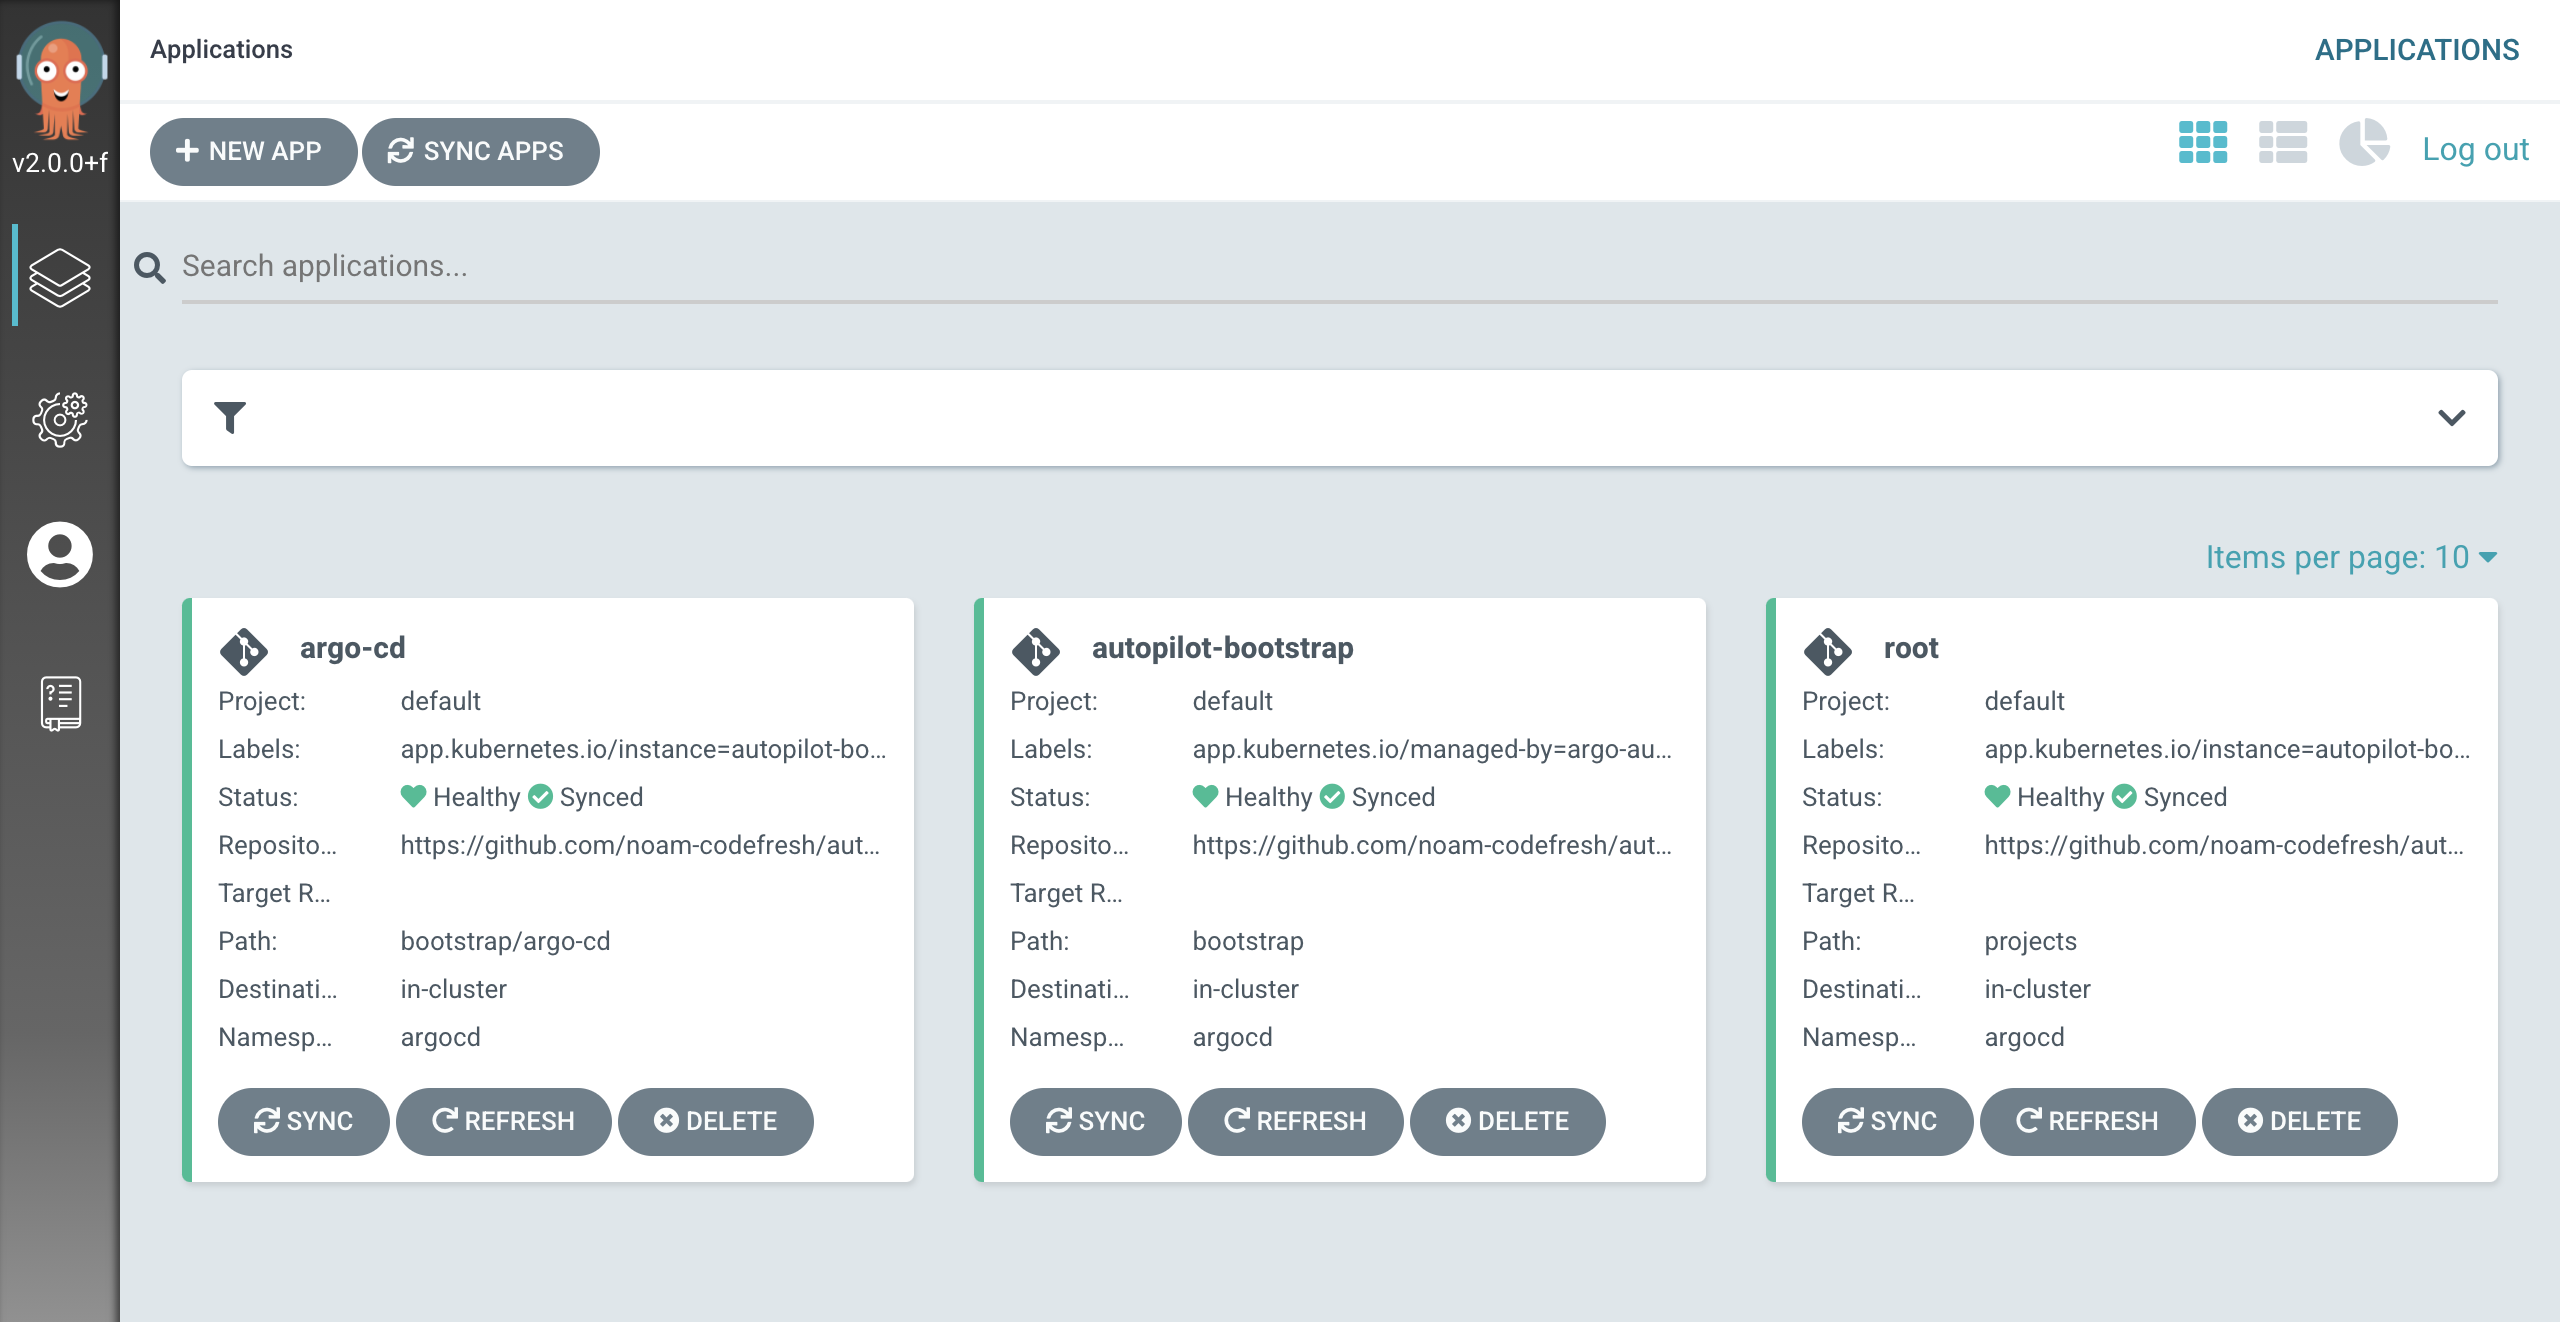 Applications
APPLICATIONS
v2.0.0+f
NEW APP
SYNC APPS
Log out
Search applications...
Items per page: 10
argo-cd
Project: default
Labels: app.kubernetes.io/instance=autopilot-bo...
Status: Healthy Synced
Reposito... https://github.com/noam-codefresh/aut...
Target R...
Path: bootstrap/argo-cd
Destinati... in-cluster
Namesp... argocd
SYNC REFRESH DELETE
autopilot-bootstrap
Project: default
Labels: app.kubernetes.io/managed-by=argo-au...
Status: Healthy Synced
Reposito... https://github.com/noam-codefresh/aut...
Target R...
Path: bootstrap
Destinati... in-cluster
Namesp... argocd
SYNC REFRESH DELETE
root
Project: default
Labels: app.kubernetes.io/instance=autopilot-bo...
Status: Healthy Synced
Reposito... https://github.com/noam-codefresh/aut...
Target R...
Path: projects
Destinati... in-cluster
Namesp... argocd
SYNC REFRESH DELETE